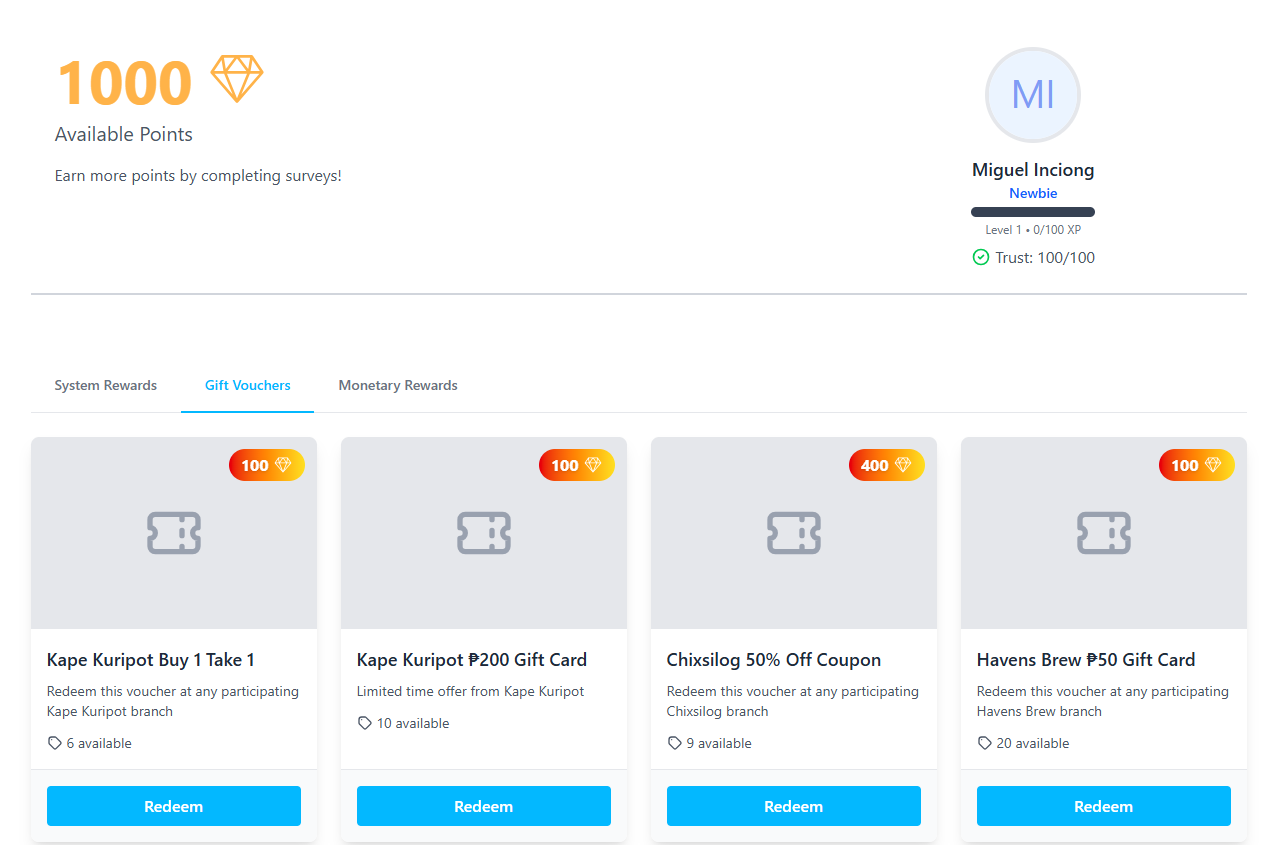 1000
Available Points
Earn more points by completing surveys!
MI
Miguel Inciong
Newbie
Level 1 • 0/100 XP
Trust: 100/100
System Rewards
Gift Vouchers
Monetary Rewards
100
Kape Kuripot Buy 1 Take 1
Redeem this voucher at any participating
Kape Kuripot branch
6 available
Redeem
100
Kape Kuripot ₱200 Gift Card
Limited time offer from Kape Kuripot
10 available
Redeem
400
Chixsilog 50% Off Coupon
Redeem this voucher at any participating
Chixsilog branch
9 available
Redeem
100
Havens Brew ₱50 Gift Card
Redeem this voucher at any participating
Havens Brew branch
20 available
Redeem